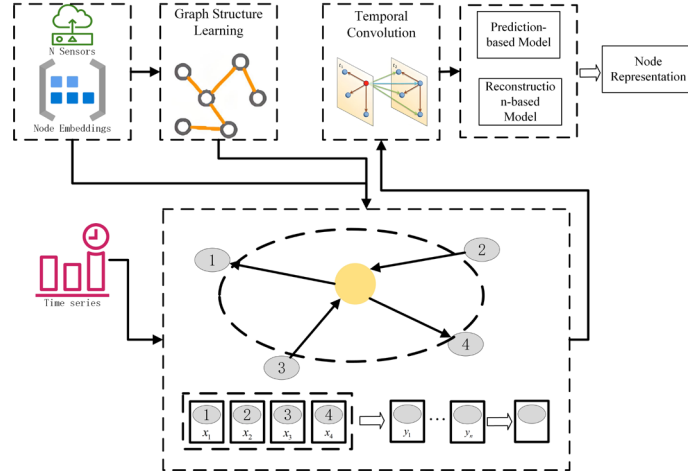 N Sensors
Node Embeddings
Graph Structure
Learning
Temporal
Convolution
Prediction-
based Model
Reconstructio
n-based
Model
Node
Representation
Time series
1
2
3
4
1 2 3 4
x1 x2 x3 x4
y1 ... yn